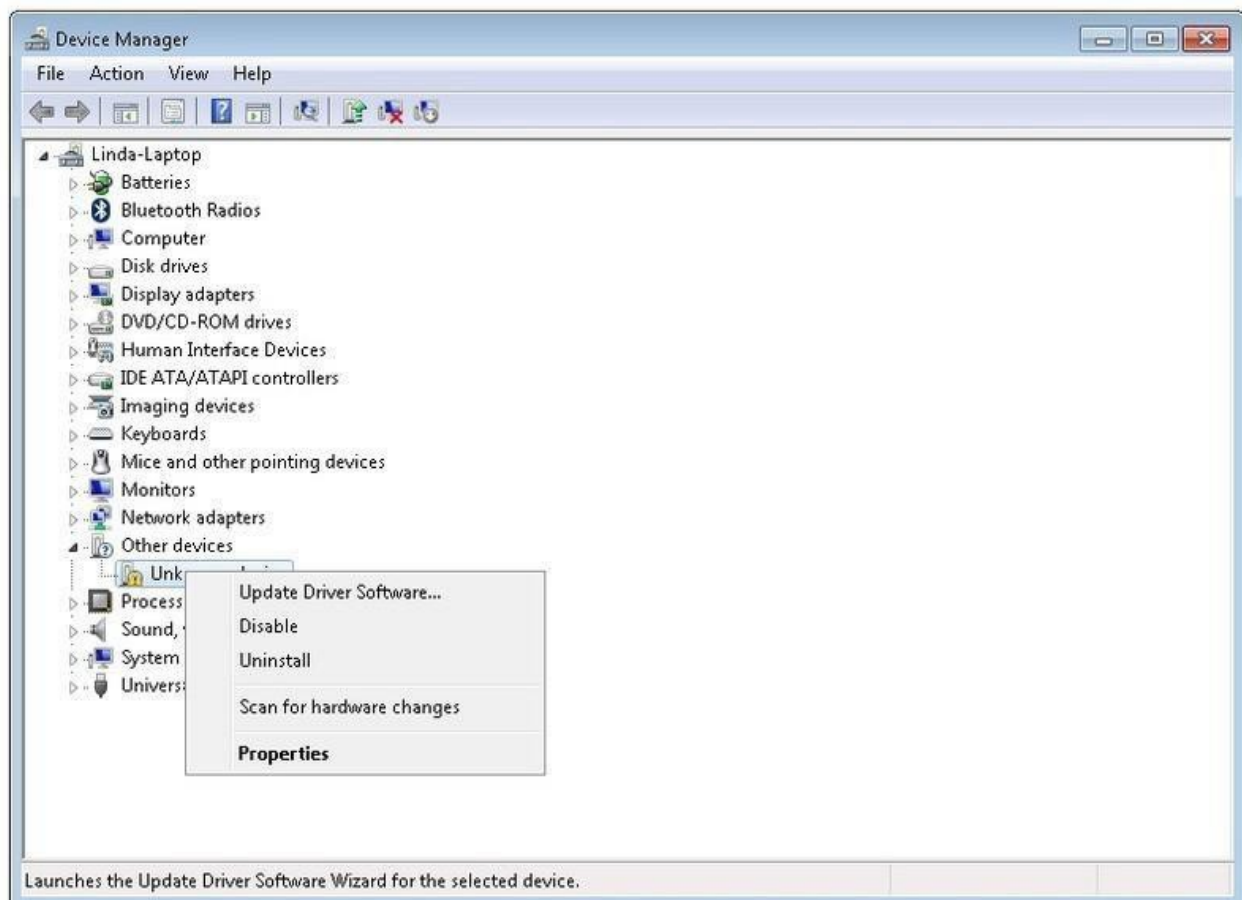 Device Manager
File Action View Help
Linda-Laptop
Batteries
Bluetooth Radios
Computer
Disk drives
Display adapters
DVD/CD-ROM drives
Human Interface Devices
IDE ATA/ATAPI controllers
Imaging devices
Keyboards
Mice and other pointing devices
Monitors
Network adapters
Other devices
Unk
Process
Sound,
System
Univers
Update Driver Software...
Disable
Uninstall
Scan for hardware changes
Properties
Launches the Update Driver Software Wizard for the selected device.